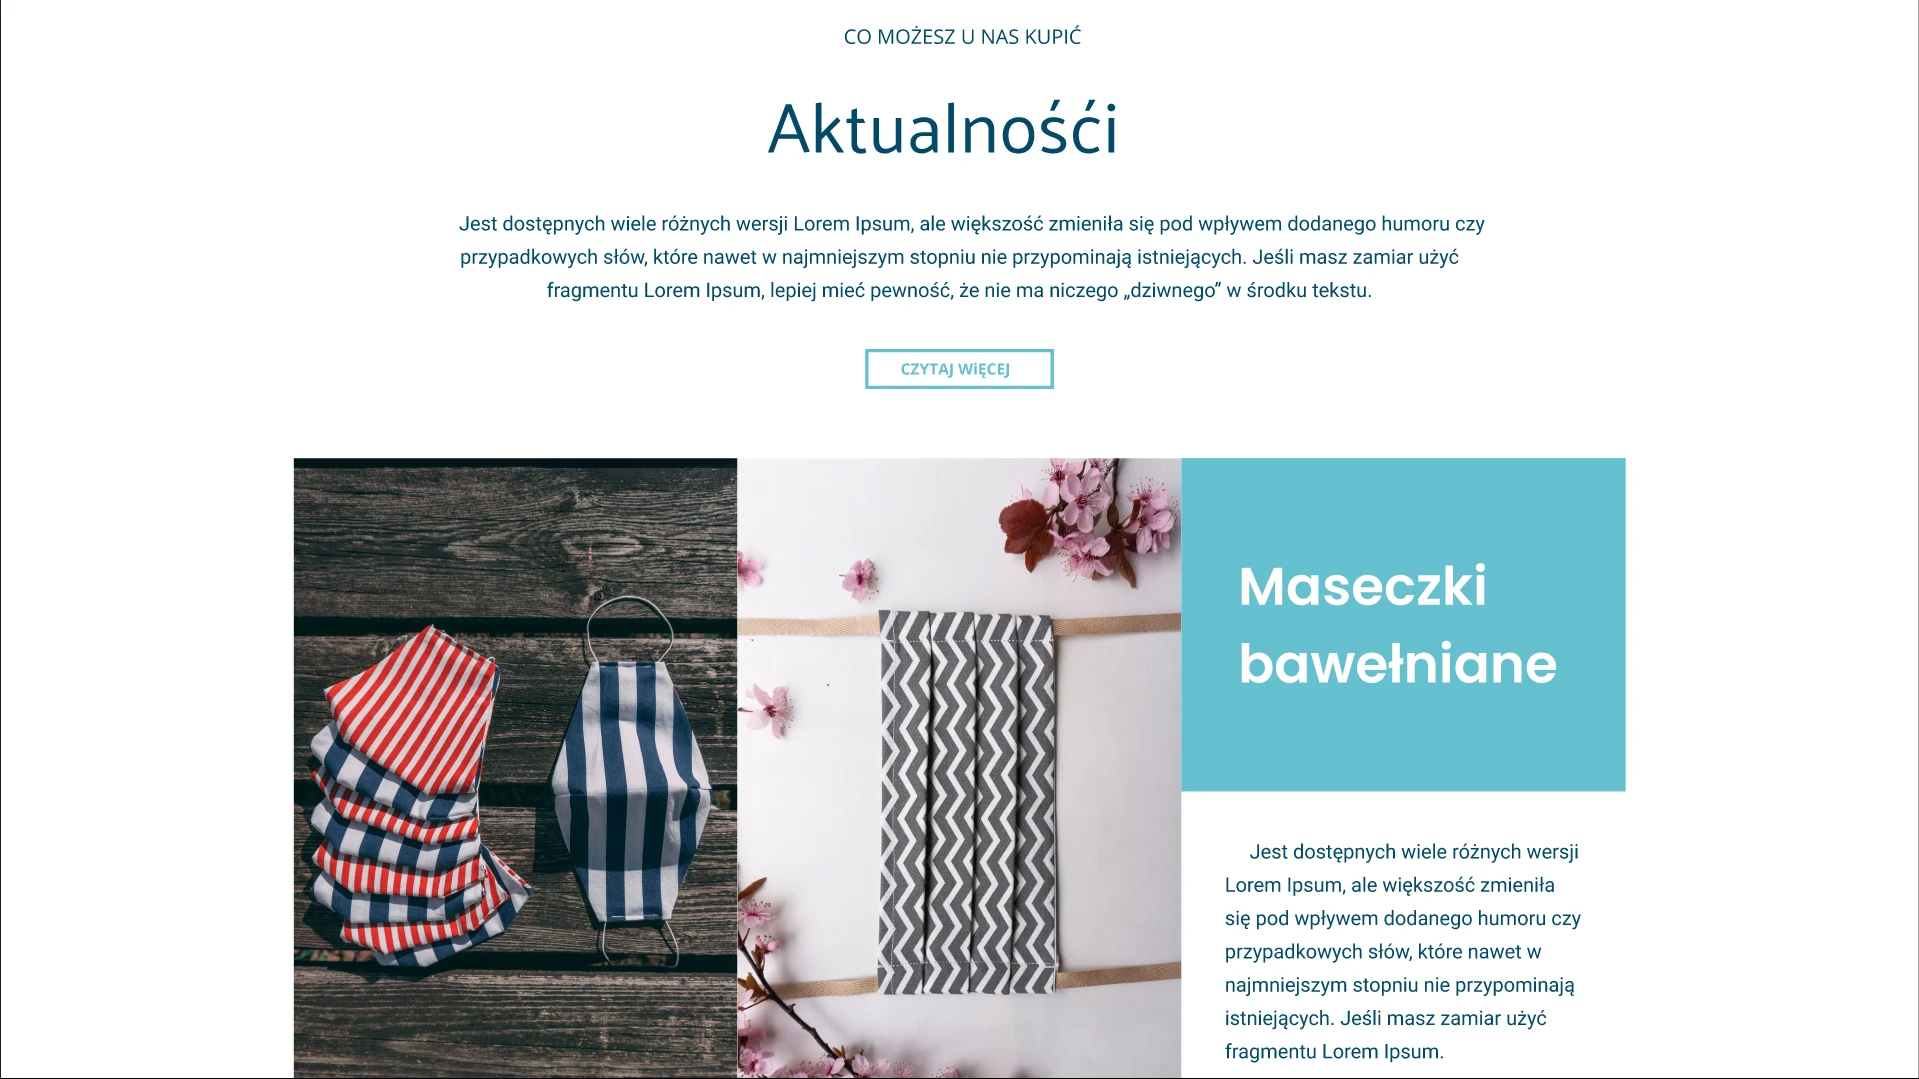 CO MOŻESZ U NAS KUPIĆ
Aktualnośći
Jest dostępnych wiele różnych wersji Lorem Ipsum, ale większość zmieniła się pod wpływem dodanego humoru czy
przypadkowych słów, które nawet w najmniejszym stopniu nie przypominają istniejących. Jeśli masz zamiar użyć
fragmentu Lorem Ipsum, lepiej mieć pewność, że nie ma niczego „dziwnego” w środku tekstu.
CZYTAJ WiĘCEJ
Maseczki
bawełniane
Jest dostępnych wiele różnych wersji
Lorem Ipsum, ale większość zmieniła
się pod wpływem dodanego humoru czy
przypadkowych słów, które nawet w
najmniejszym stopniu nie przypominają
istniejących. Jeśli masz zamiar użyć
fragmentu Lorem Ipsum.